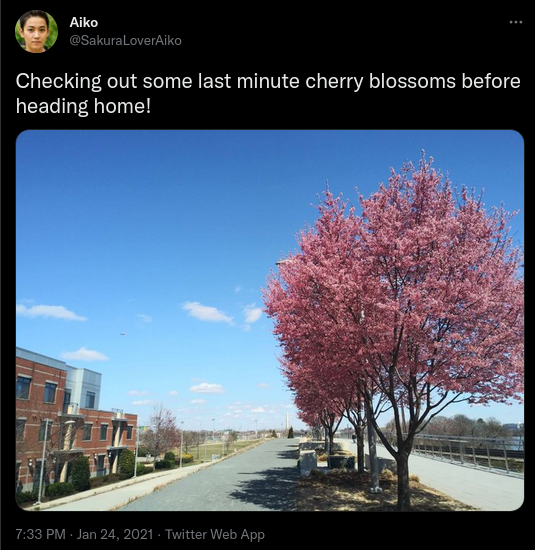 Aiko
@SakuraLoverAiko
Checking out some last minute cherry blossoms before
heading home!
7:33 PM · Jan 24, 2021 · Twitter Web App